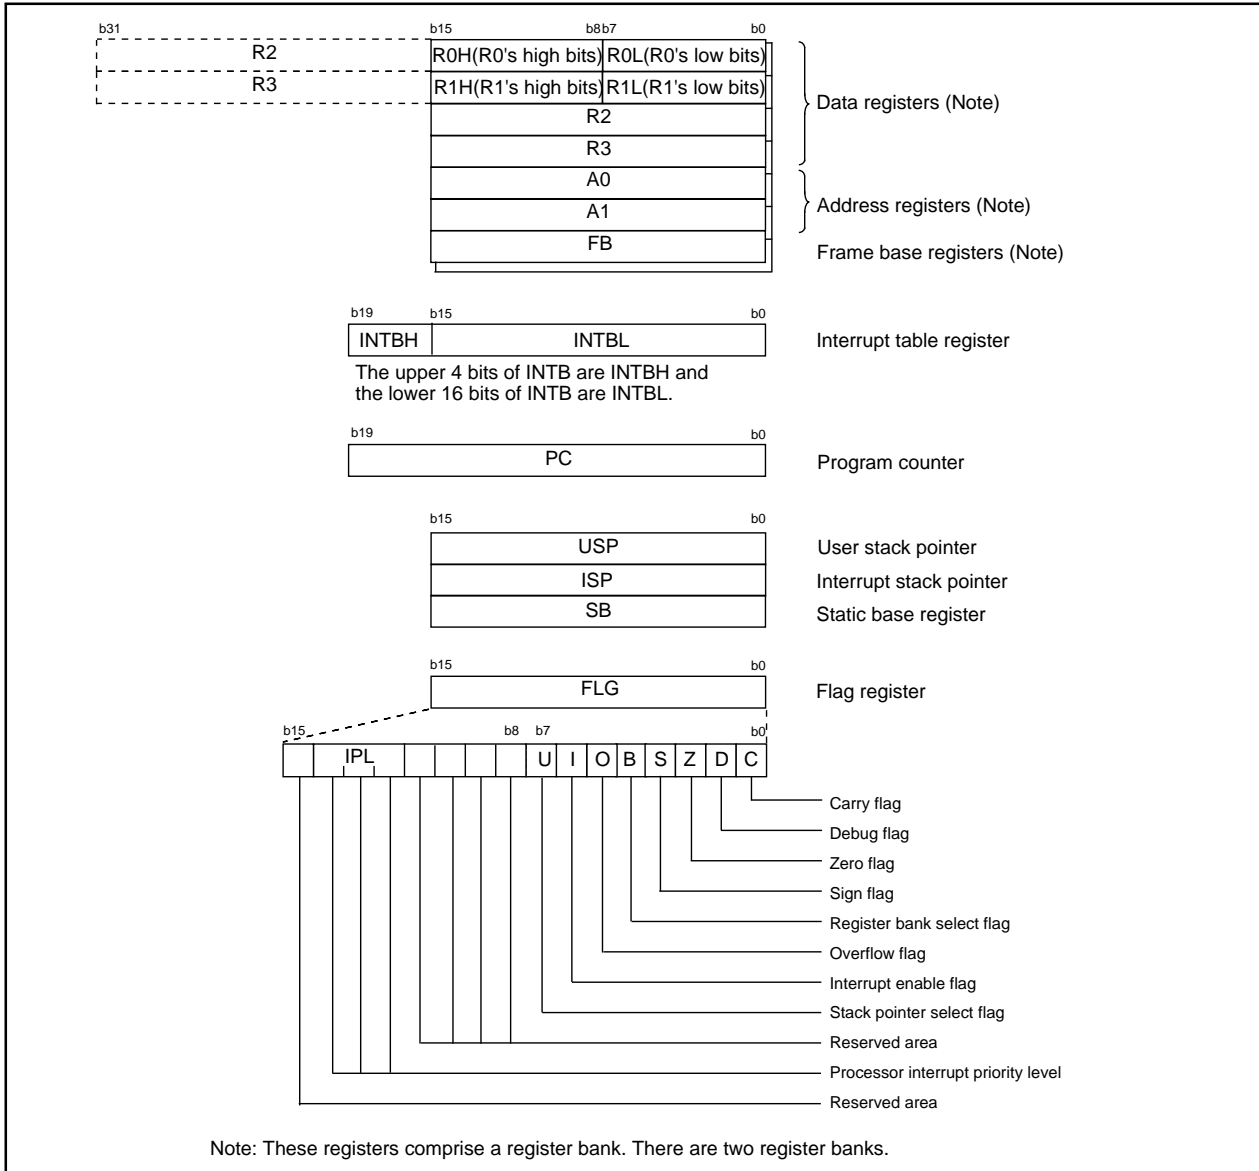 b31 b15 b8b7 b0
R2 R0H(R0's high bits) R0L(R0's low bits)
R3 R1H(R1's high bits) R1L(R1's low bits)
Data registers (Note)
R2
R3
A0
A1
Address registers (Note)
FB
Frame base registers (Note)
b19 b15 b0
INTBH INTBL Interrupt table register
The upper 4 bits of INTB are INTBH and
the lower 16 bits of INTB are INTBL.
b19 b0
PC Program counter
b15 b0
USP User stack pointer
ISP Interrupt stack pointer
SB Static base register
b15 b0
FLG Flag register
b15 b8 b7 b0
IPL U I O B S Z D C
Carry flag
Debug flag
Zero flag
Sign flag
Register bank select flag
Overflow flag
Interrupt enable flag
Stack pointer select flag
Reserved area
Processor interrupt priority level
Reserved area
Note: These registers comprise a register bank. There are two register banks.